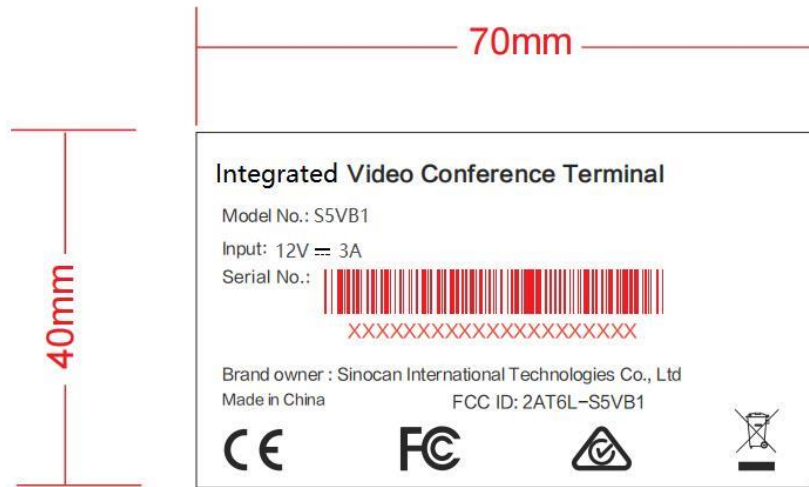 70mm
40mm
Integrated Video Conference Terminal
Model No.: S5VB1
Input: 12V ⎓ 3A
Serial No.:
XXXXXXXXXXXXXXXXXXXXX
Brand owner : Sinocan International Technologies Co., Ltd
Made in China FCC ID: 2AT6L-S5VB1
CE FC